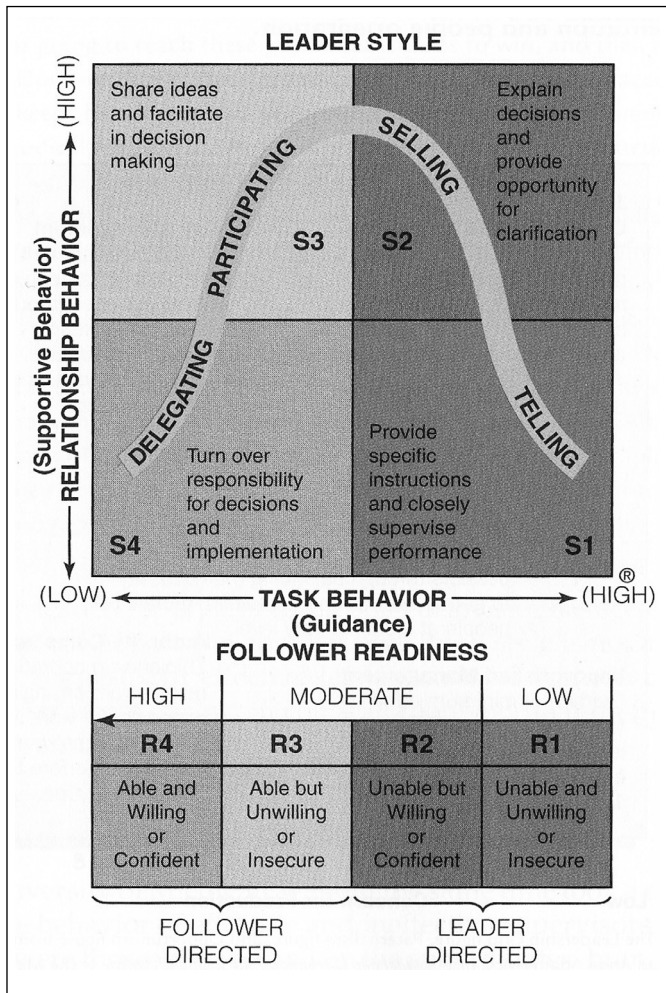 LEADER STYLE
(HIGH)
Share ideas
and facilitate
in decision
making
Explain
decisions
and
provide
opportunity
for
clarification
PARTICIPATING
SELLING
S3
S2
(Supportive Behavior)
RELATIONSHIP BEHAVIOR
DELEGATING
TELLING
Turn over
responsibility
for decisions
and
implementation
Provide
specific
instructions
and closely
supervise
performance
S4
S1
®
(LOW)
TASK BEHAVIOR
(HIGH)
(Guidance)
FOLLOWER READINESS
HIGH
MODERATE
LOW
R4
R3
R2
R1
Able and
Willing
or
Confident
Able but
Unwilling
or
Insecure
Unable but
Willing
or
Confident
Unable and
Unwilling
or
Insecure
FOLLOWER
DIRECTED
LEADER
DIRECTED